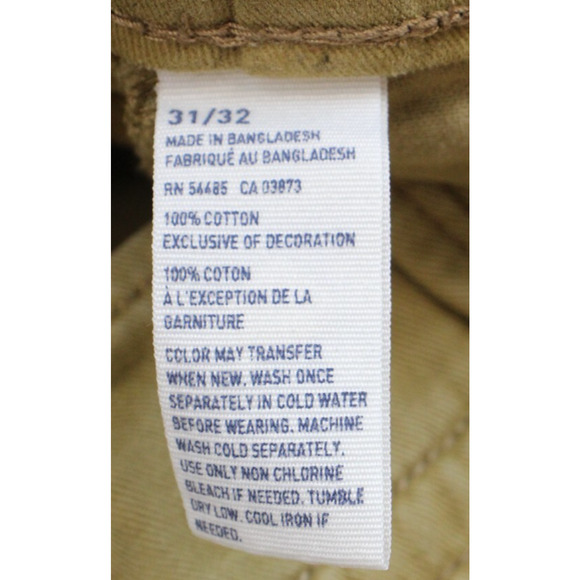 31/32
MADE IN BANGLADESH
FABRIQUÉ AU BANGLADESH
RN 54485 CA 03873
100% COTTON
EXCLUSIVE OF DECORATION
100% COTON
À L'EXCEPTION DE LA
GARNITURE
COLOR MAY TRANSFER
WHEN NEW. WASH ONCE
SEPARATELY IN COLD WATER
BEFORE WEARING. MACHINE
WASH COLD SEPARATELY.
USE ONLY NON CHLORINE
BLEACH IF NEEDED. TUMBLE
DRY LOW. COOL IRON IF
NEEDED.